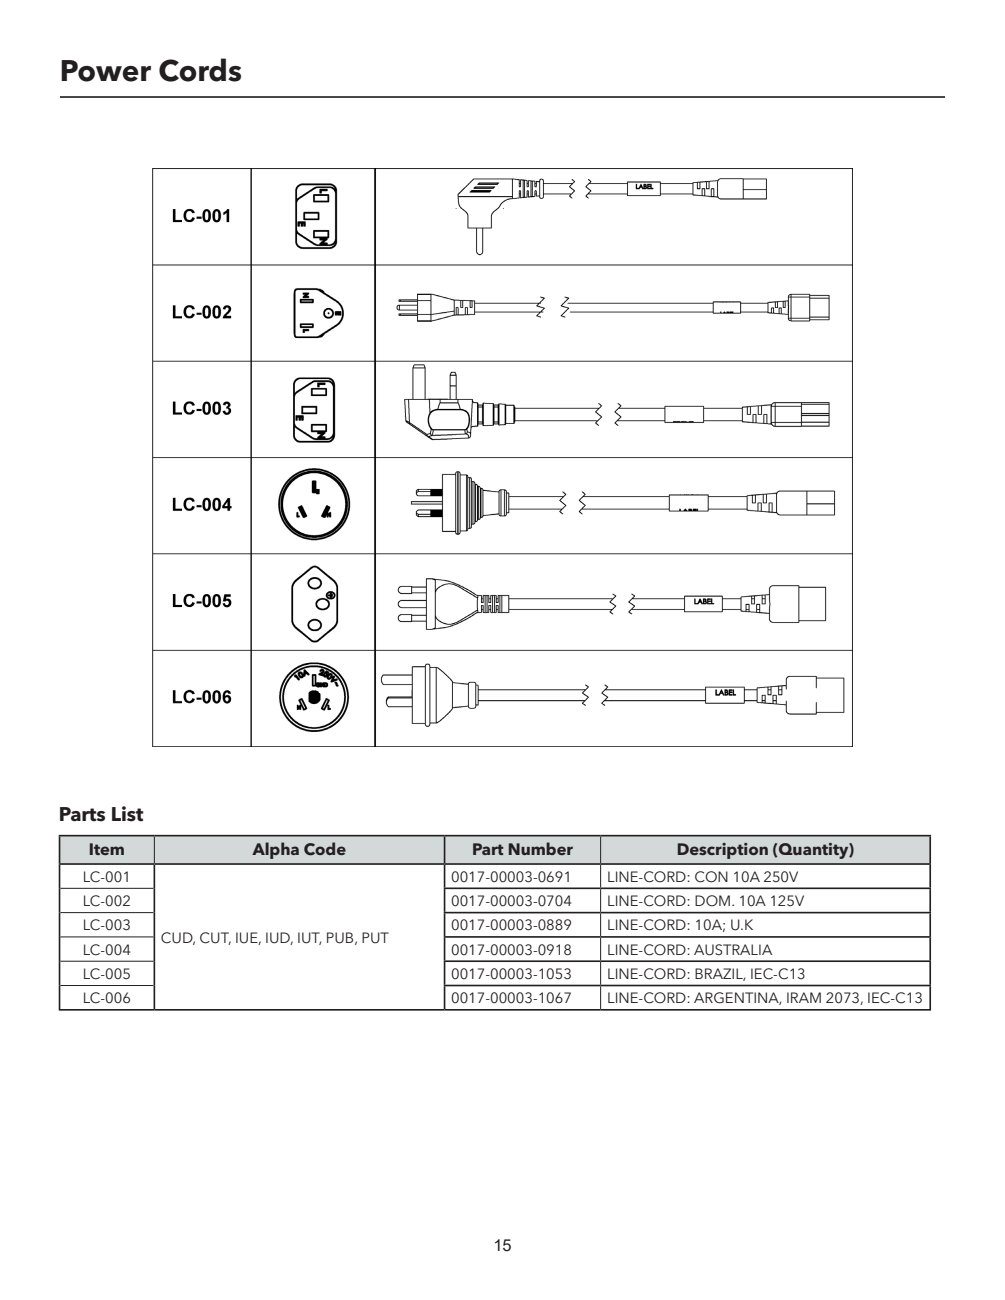 Power Cords
LC-001
L
E
N
LABEL
LC-002
N
E
L
LC-003
L
E
N
LC-004
L
N
LC-005
LABEL
LC-006
10A 250V~
GND
N
L
LABEL
Parts List
Item Alpha Code Part Number Description (Quantity)
LC-001 0017-00003-0691 LINE-CORD: CON 10A 250V
LC-002 0017-00003-0704 LINE-CORD: DOM. 10A 125V
LC-003 0017-00003-0889 LINE-CORD: 10A; U.K
CUD, CUT, IUE, IUD, IUT, PUB, PUT
LC-004 0017-00003-0918 LINE-CORD: AUSTRALIA
LC-005 0017-00003-1053 LINE-CORD: BRAZIL, IEC-C13
LC-006 0017-00003-1067 LINE-CORD: ARGENTINA, IRAM 2073, IEC-C13
15